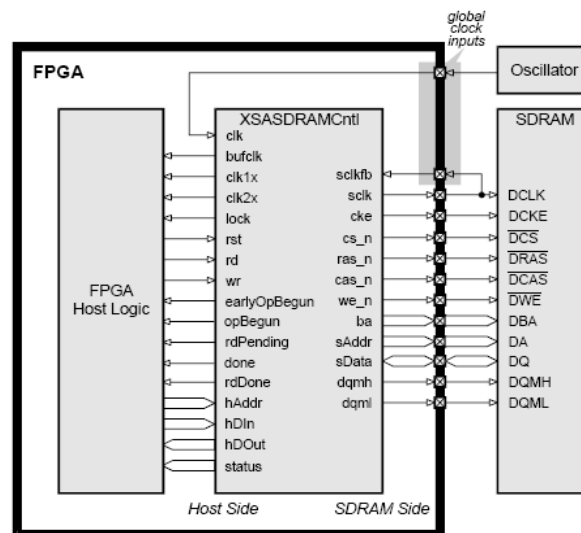 global
clock
inputs
FPGA
Oscillator
XSASDRAMCntl
SDRAM
clk
bufclk
clk1x
clk2x
lock
rst
rd
wr
earlyOpBegun
opBegun
rdPending
done
rdDone
hAddr
hDIn
hDOut
status
sclkfb
sclk
cke
cs_n
ras_n
cas_n
we_n
ba
sAddr
sData
dqmh
dqml
DCLK
DCKE
DCS
DRAS
DCAS
DWE
DBA
DA
DQ
DQMH
DQML
FPGA
Host Logic
Host Side
SDRAM Side